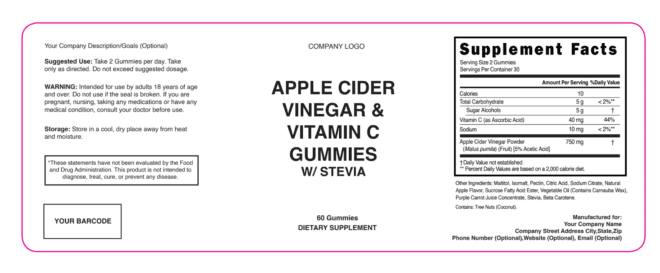 Your Company Description/Goals (Optional)
Suggested Use: Take 2 Gummies per day. Take
only as directed. Do not exceed suggested dosage.
WARNING: Intended for use by adults 18 years of age
and over. Do not use if the seal is broken. If you are
pregnant, nursing, taking any medications or have any
medical condition, consult your doctor before use.
Storage: Store in a cool, dry place away from heat
and moisture.
*These statements have not been evaluated by the Food
and Drug Administration. This product is not intended to
diagnose, treat, cure, or prevent any disease.
YOUR BARCODE
COMPANY LOGO
APPLE CIDER
VINEGAR &
VITAMIN C
GUMMIES
W/ STEVIA
60 Gummies
DIETARY SUPPLEMENT
Supplement Facts
Serving Size 2 Gummies
Servings Per Container 30
Amount Per Serving %Daily Value
Calories 10
Total Carbohydrate 5 g <2%**
Sugar Alcohols 5 g †
Vitamin C (as Ascorbic Acid) 40 mg 44%
Sodium 10 mg <2%**
Apple Cider Vinegar Powder 750 mg †
(Malus pumila) (Fruit) [5% Acetic Acid]
† Daily Value not established.
** Percent Daily Values are based on a 2,000 calorie diet.
Other Ingredients: Maltitol, Isomalt, Pectin, Citric Acid, Sodium Citrate, Natural
Apple Flavor, Sucrose Fatty Acid Ester, Vegetable Oil (Contains Carnauba Wax),
Purple Carrot Juice Concentrate, Stevia, Beta Carotene.
Contains: Tree Nuts (Coconut).
Manufactured for:
Your Company Name
Company Street Address City,State,Zip
Phone Number (Optional),Website (Optional), Email (Optional)